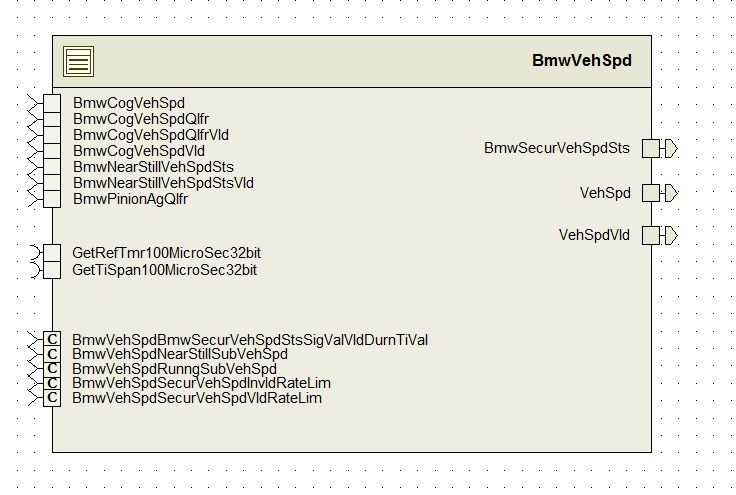 BmwVehSpd
BmwCogVehSpd
BmwCogVehSpdQlfr
BmwCogVehSpdQlfrVld
BmwCogVehSpdVld
BmwNearStillVehSpdSts
BmwNearStillVehSpdStsVld
BmwPinionAgQlfr
BmwSecurVehSpdSts
VehSpd
VehSpdVld
GetRefTmr100MicroSec32bit
GetTiSpan100MicroSec32bit
C BmwVehSpdBmwSecurVehSpdStsSigValVldDurnTiVal
C BmwVehSpdNearStillSubVehSpd
C BmwVehSpdRunngSubVehSpd
C BmwVehSpdSecurVehSpdInvldRateLim
C BmwVehSpdSecurVehSpdVldRateLim